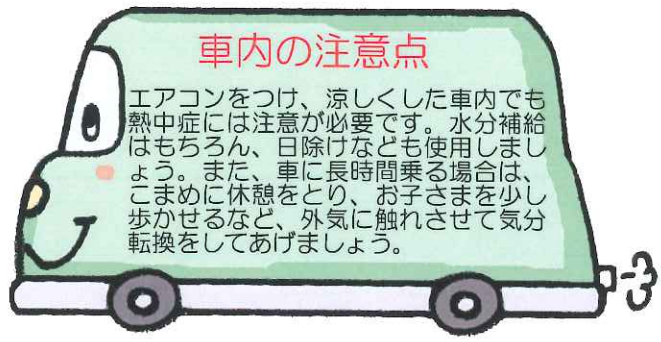 車内の注意点
エアコンをつけ、涼しくした車内でも
熱中症には注意が必要です。水分補給
はもちろん、日除けなども使用しまし
ょう。また、車に長時間乗る場合は、
こまめに休憩をとり、お子さまを少し
歩かせるなど、外気に触れさせて気分
転換をしてあげましょう。